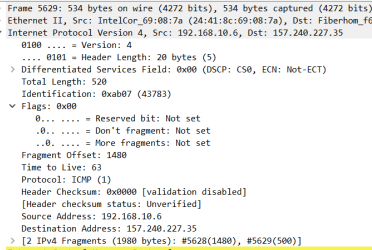 Frame 5629: 534 bytes on wire (4272 bits), 534 bytes captured (4272 bits)
Ethernet II, Src: IntelCor_69:08:7a (24:41:8c:69:08:7a), Dst: Fiberhom_f6
Internet Protocol Version 4, Src: 192.168.10.6, Dst: 157.240.227.35
0100 .... = Version: 4
.... 0101 = Header Length: 20 bytes (5)
Differentiated Services Field: 0x00 (DSCP: CS0, ECN: Not-ECT)
Total Length: 520
Identification: 0xab07 (43783)
Flags: 0x00
0... .... = Reserved bit: Not set
.0.. .... = Don't fragment: Not set
..0. .... = More fragments: Not set
Fragment Offset: 1480
Time to Live: 63
Protocol: ICMP (1)
Header Checksum: 0x0000 [validation disabled]
[Header checksum status: Unverified]
Source Address: 192.168.10.6
Destination Address: 157.240.227.35
[2 IPv4 Fragments (1980 bytes): #5628(1480), #5629(500)]